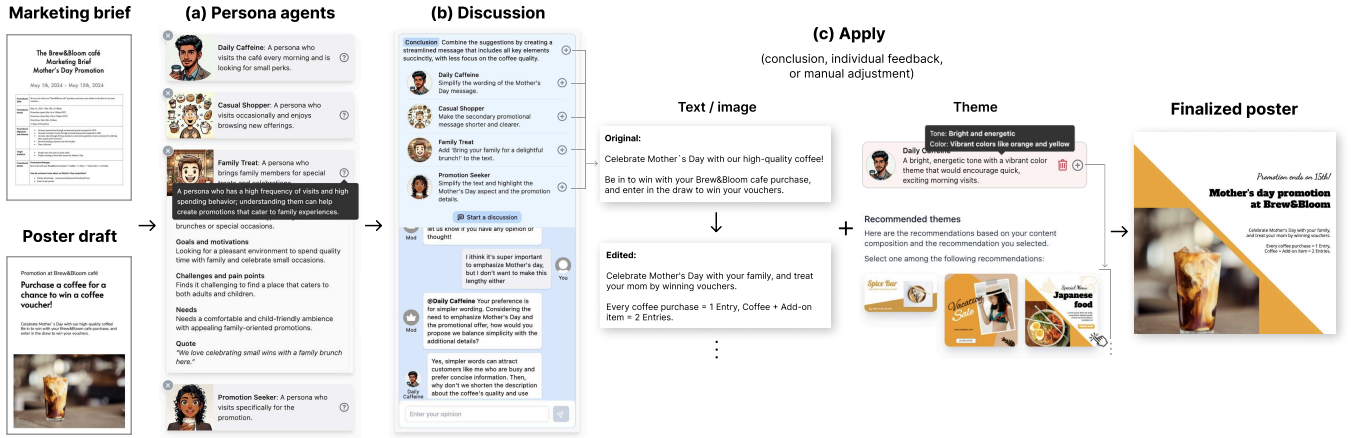 Marketing brief
The Brew&Bloom café
Marketing Brief
Mother's Day Promotion
May 1th, 2024 - May 15th, 2024
Poster draft
Promotion at Brew&Bloom café
Purchase a coffee for a
chance to win a coffee
voucher!
Celebrate Mother's Day with our high-quality coffee!
Be in to win with your Brew&Bloom cafe purchase, and
enter in the draw to win your vouchers.
(a) Persona agents
Daily Caffeine: A persona who
visits the café every morning and is
looking for small perks.
Casual Shopper: A persona who
visits occasionally and enjoys
browsing new offerings.
Family Treat: A persona who
brings family members for special
A persona who has a high frequency of visits and high
spending behavior; understanding them can help
create promotions that cater to family experiences.
brunches or special occasions.
Goals and motivations
Looking for a pleasant environment to spend quality
time with family and celebrate small occasions.
Challenges and pain points
Finds it challenging to find a place that caters to
both adults and children.
Needs
Needs a comfortable and child-friendly ambience
with appealing family-oriented promotions.
Quote
"We love celebrating small wins with a family brunch
here."
Promotion Seeker: A persona who
visits specifically for the
promotion.
(b) Discussion
Conclusion Combine the suggestions by creating a
streamlined message that includes all key elements
succinctly, with less focus on the coffee quality.
Daily Caffeine
Simplify the wording of the Mother's
Day message.
Casual Shopper
Make the secondary promotional
message shorter and clearer.
Family Treat
Add 'Bring your family for a delightful
brunch!' to the text.
Promotion Seeker
Simplify the text and highlight the
Mother's Day aspect and the promotion
details.
Start a discussion
let us know if you have any opinion or
thought!
Mod
I think it's super important
to emphasize Mother's day,
but I don't want to make this
lengthy either
You
@Daily Caffeine Your preference is
for simpler wording. Considering the
need to emphasize Mother's Day and
the promotional offer, how would you
propose we balance simplicity with the
additional details?
Mod
Yes, simpler words can attract
customers like me who are busy and
prefer concise information. Then,
why don't we shorten the description
about the coffee's quality and use
Daily
Caffeine
Enter your opinion
(c) Apply
(conclusion, individual feedback,
or manual adjustment)
Text / image
Original:
Celebrate Mother`s Day with our high-quality coffee!
Be in to win with your Brew&Bloom cafe purchase,
and enter in the draw to win your vouchers.
Edited:
Celebrate Mother's Day with your family, and treat
your mom by winning vouchers.
Every coffee purchase = 1 Entry, Coffee + Add-on
item = 2 Entries.
+
Theme
Tone: Bright and energetic
Color: Vibrant colors like orange and yellow
Daily Caffeine
A bright, energetic tone with a vibrant color
theme that would encourage quick,
exciting morning visits.
Recommended themes
Here are the recommendations based on your content
composition and the recommendation you selected.
Select one among the following recommendations:
Spice Bar
Vacation
Sale
Special Menu
Japanese
food
Finalized poster
Promotion ends on 15th!
Mother's day promotion
at Brew&Bloom
Celebrate Mother's Day with your family,
and treat your mom by winning vouchers.
Every coffee purchase = 1 Entry,
Coffee + Add-on item = 2 Entries.